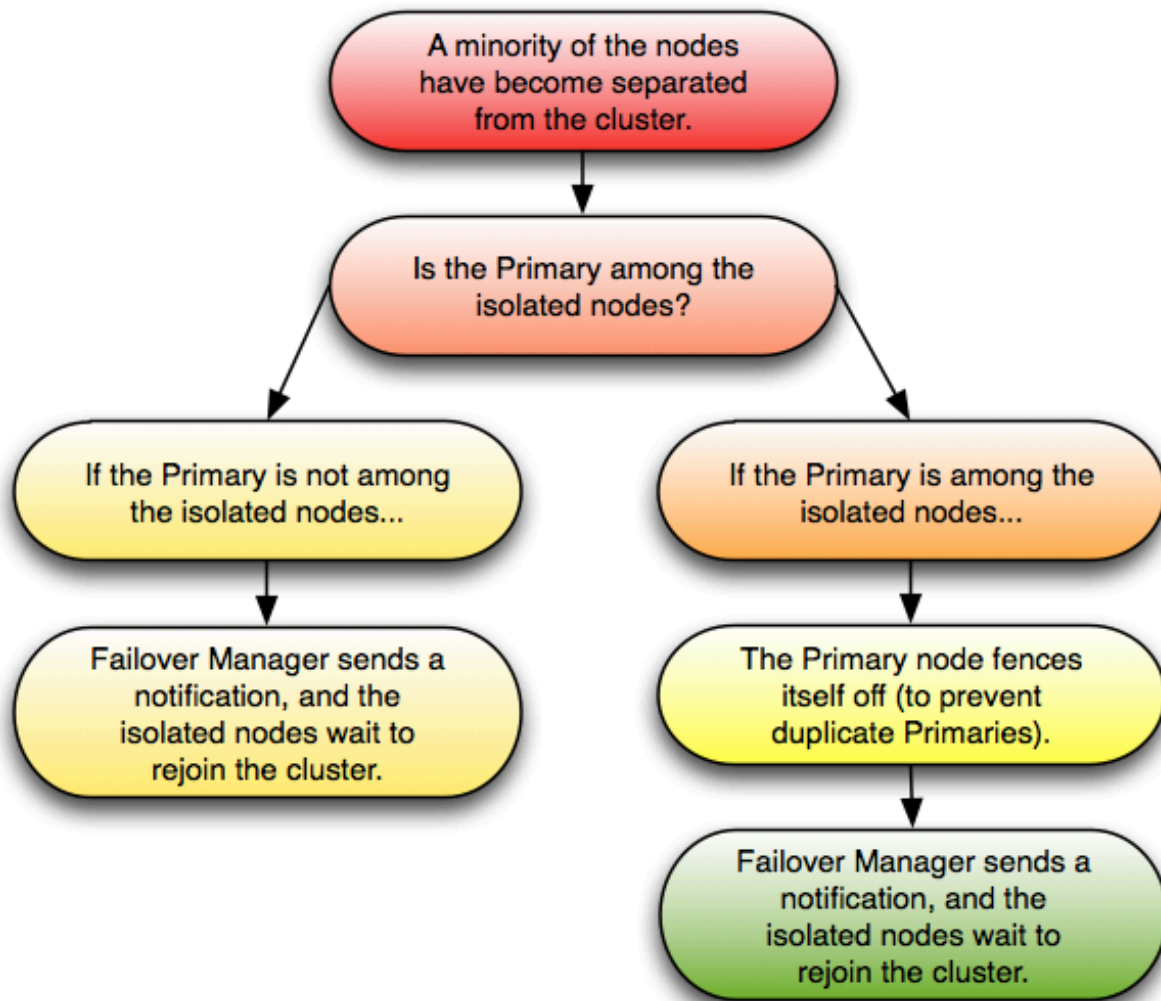 A minority of the nodes
have become separated
from the cluster.
Is the Primary among the
isolated nodes?
If the Primary is not among
the isolated nodes...
If the Primary is among the
isolated nodes...
Failover Manager sends a
notification, and the
isolated nodes wait to
rejoin the cluster.
The Primary node fences
itself off (to prevent
duplicate Primaries).
Failover Manager sends a
notification, and the
isolated nodes wait to
rejoin the cluster.